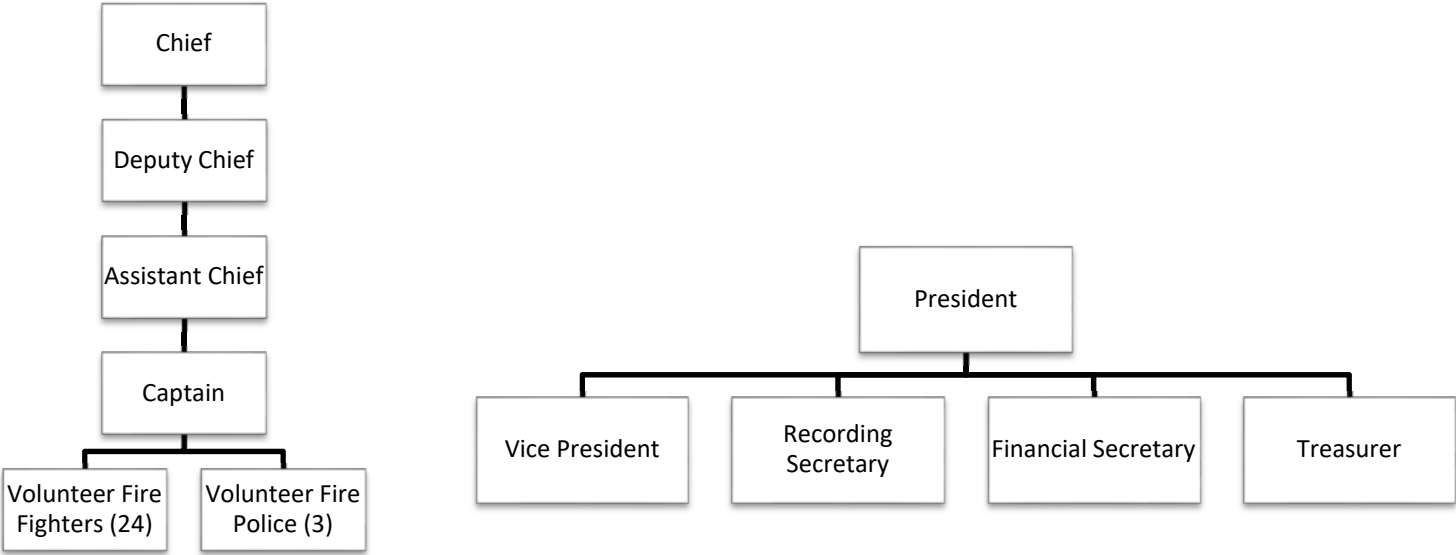 Chief
Deputy Chief
Assistant Chief
Captain
Volunteer Fire
Fighters (24)
Volunteer Fire
Police (3)
President
Vice President
Recording
Secretary
Financial Secretary
Treasurer